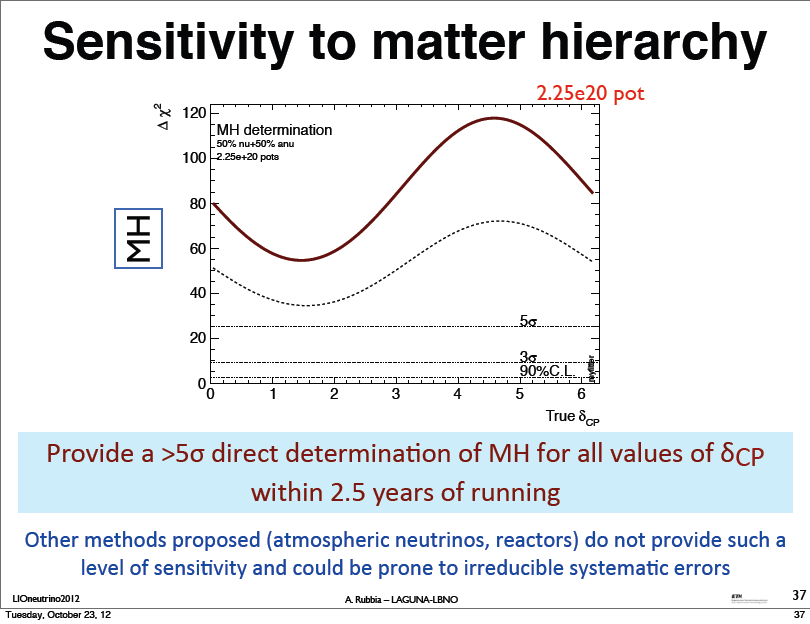 Sensitivity to matter hierarchy
2.25e20 pot
Δ χ²
MH determination
50% nu+50% anu
2.25e+20 pots
MH
120
100
80
60
40
20
0
5σ
3σ
90%C.L.
0 1 2 3 4 5 6
True δCP
Provide a >5σ direct determination of MH for all values of δCP
within 2.5 years of running
Other methods proposed (atmospheric neutrinos, reactors) do not provide such a
level of sensitivity and could be prone to irreducible systematic errors
LIOneutrino2012
A. Rubbia – LAGUNA-LBNO
37
Tuesday, October 23, 12
37